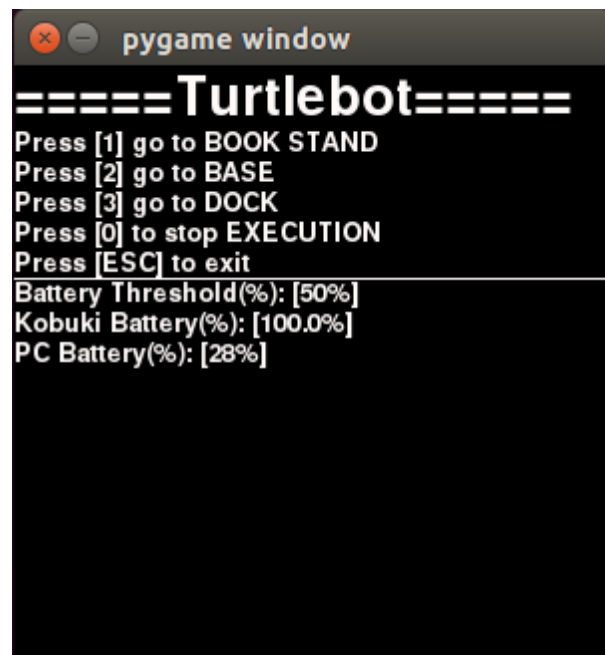 pygame window
=====Turtlebot=====
Press [1] go to BOOK STAND
Press [2] go to BASE
Press [3] go to DOCK
Press [0] to stop EXECUTION
Press [ESC] to exit
Battery Threshold(%): [50%]
Kobuki Battery(%): [100.0%]
PC Battery(%): [28%]